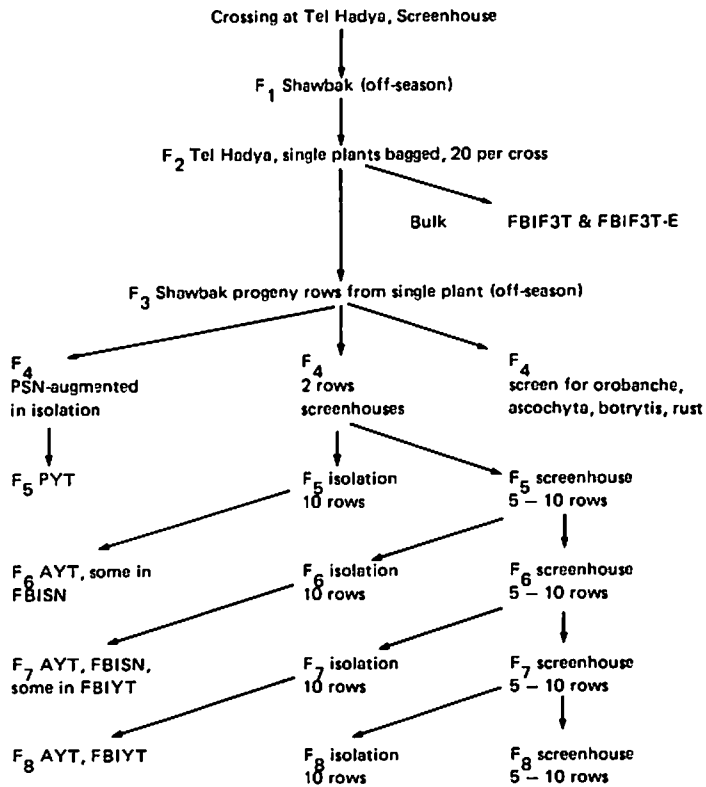 Crossing at Tel Hadya, Screenhouse
F1 Shawbak (off-season)
F2 Tel Hadya, single plants bagged, 20 per cross
Bulk FBIF3T & FBIF3T-E
F3 Shawbak progeny rows from single plant (off-season)
F4
PSN-augmented
in isolation
F4
2 rows
screenhouses
F4
screen for orobanche,
ascochyta, botrytis, rust
F5 PYT
F5 isolation
10 rows
F5 screenhouse
5 – 10 rows
F6 AYT, some in
FBISN
F6 isolation
10 rows
F6 screenhouse
5 – 10 rows
F7 AYT, FBISN,
some in FBIYT
F7 isolation
10 rows
F7 screenhouse
5 – 10 rows
F8 AYT, FBIYT
F8 isolation
10 rows
F8 screenhouse
5 – 10 rows